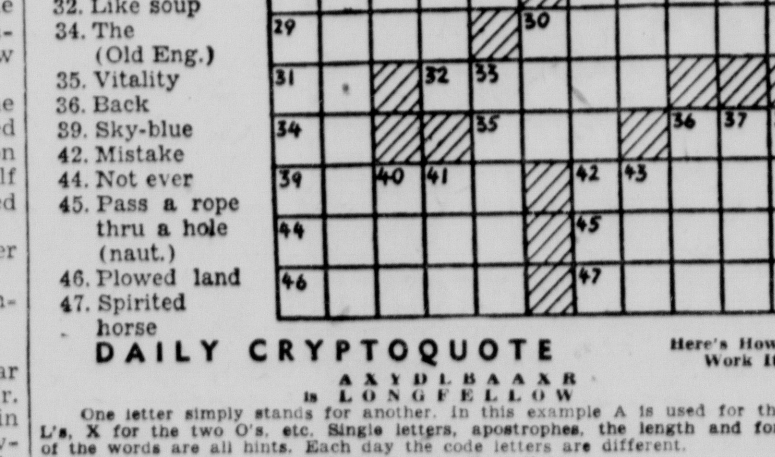 32. Like soup
34. The
(Old Eng.)
35. Vitality
36. Back
39. Sky-blue
42. Mistake
44. Not ever
45. Pass a rope
thru a hole
(naut.)
46. Plowed land
47. Spirited
horse
29 30
31 32 33
34 35 36 37
39 40 41 42 43
44 45
46 47
DAILY CRYPTOQUOTE
Here's How
Work It
A X Y D L B A A X R
is L O N G F E L L O W
One letter simply stands for another. In this example A is used for th
L's, X for the two O's, etc. Single letters, apostrophes, the length and fo
of the words are all hints. Each day the code letters are different.